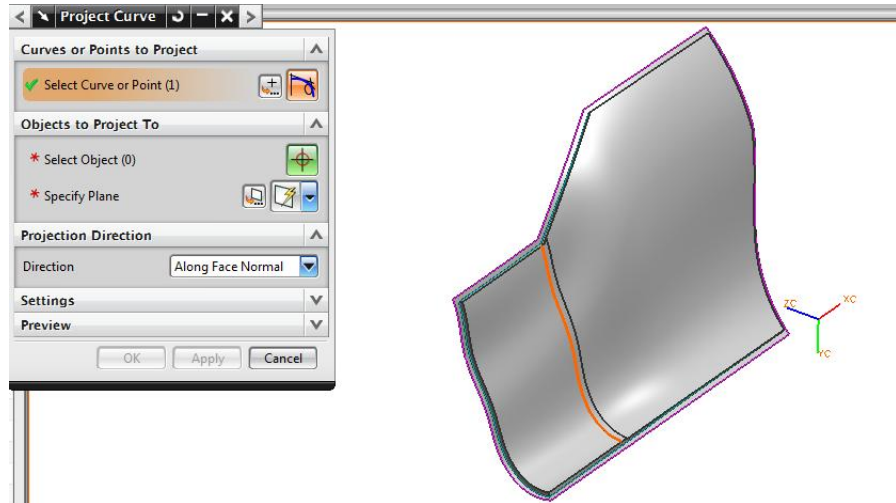 Project Curve
Curves or Points to Project
Select Curve or Point (1)
Objects to Project To
* Select Object (0)
* Specify Plane
Projection Direction
Direction Along Face Normal
Settings
Preview
OK Apply Cancel
ZC XC
YC